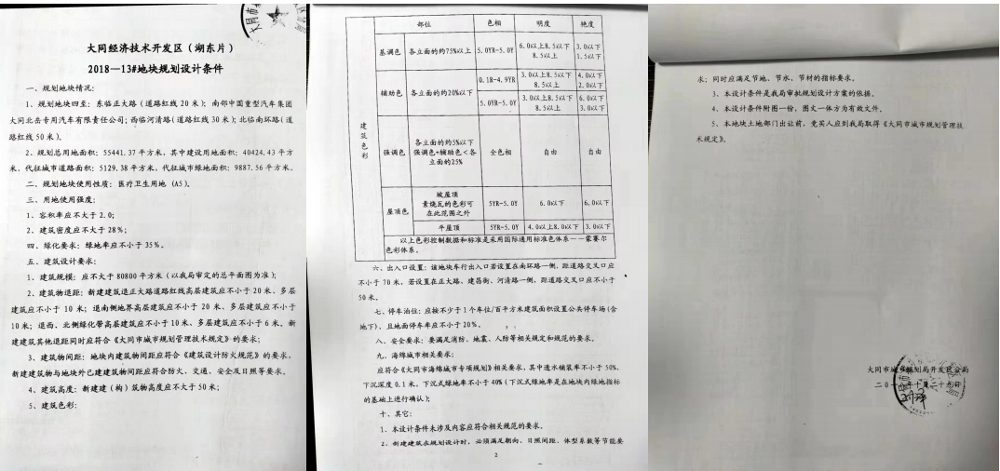 大同经济技术开发区（湖东片）
2018—13#地块规划设计条件
一、规划地块情况：
1、规划地块四至：东临正大路（道路红线20米）；南邻中国重型汽车集团
大同北岳专用汽车有限责任公司；西临河清路(道路红线30米)；北临南环路(道
路红线50米)。
2、规划总用地面积：55441.37平方米，其中建设用地面积：40424.43平方
米，代征城市道路面积：5129.38平方米，代征城市绿地面积：9887.56平方米。
二、规划地块使用性质：医疗卫生用地（A5）。
三、用地使用强度：
1、容积率应不大于2.0；
2、建筑密度应不大于28%；
四、绿化要求：绿地率应不小于35%。
五、建筑设计要求：
1、建筑规模：应不大于80800平方米（以我局审定的总平面图为准）；
2、建筑物退距：新建建筑退正大路道路红线高层建筑应不小于20米、多层
建筑应不小于10米；退南侧地界高层建筑应不小于20米、多层建筑应不小于
10米；退西、北侧绿化带高层建筑应不小于10米、多层建筑应不小于6米。新
建建筑其他退距同时应符合《大同市城市规划管理技术规定》的要求；
3、建筑物间距：地块内建筑物间距应符合《建筑设计防火规范》的要求，
新建建筑物与地块外已建建筑物间距应符合防火、交通、安全及日照等要求。
4、建筑高度：新建建（构）筑物高度应不大于50米；
5、建筑色彩：
建筑色彩
部位 色相 明度 艳度
基调色 各立面的约75%以上 5.0YR-5.0Y 6.0以上8.5以下 3.0以下
8.5以上 1.5以下
辅助色 各立面的约20%以下 0.1R-4.9YR 3.0以上8.5以下 4.0以下
8.5以上 2.0以下
5.0YR-5.0Y 3.0以上8.5以下 6.0以下
8.5以上 3.0以下
强调色 各立面的约5%以下
强调色+辅助色＜各
立面的25%
全色相 自由 自由
屋顶色 坡屋顶
素烧瓦的色彩可
在此范围之外
5YR-5.0Y 6.0以下 6.0以下
平屋顶 5YR-5.0Y 4.0以上8.0以下 3.0以下
以上色彩控制数据和标准是采用国际通用标准色体系——蒙赛尔
色彩体系。
六、出入口设置：该地块车行出入口若设置在南环路一侧，距道路交叉口应
不小于70米，若设置在正大路、建昌街、河清路一侧，距道路交叉口应不小于
50米。
七、停车泊位：应按不少于1个车位/百平方米建筑面积设置公共停车场(含
地下)，且地面停车率应不小于20%。
八、安全要求：要满足消防、地震、人防等相关规定和规范的要求。
九、海绵城市相关要求：
应符合《大同市海绵城市专项规划》相关要求，其中透水铺装率不小于50%，
下沉深度0.1米，下沉式绿地率不小于40%(下沉式绿地率是在地块内绿地指标
的基础上进行确认)；
十、其它：
1、本设计条件未涉及内容应符合相关规范的要求。
2、新建建筑在规划设计时，必须满足朝向、日照间距、体型系数等节能要
2
求；同时应满足节地、节水、节材的指标要求。
3、本设计条件是我局审批规划设计方案的依据。
4、本设计条件附图一份，图文一体方为有效文件。
5、本地块土地部门出让前，竞买人应到我局取得《大同市城市规划管理技
术规定》。
大同市城乡规划局开发区分局